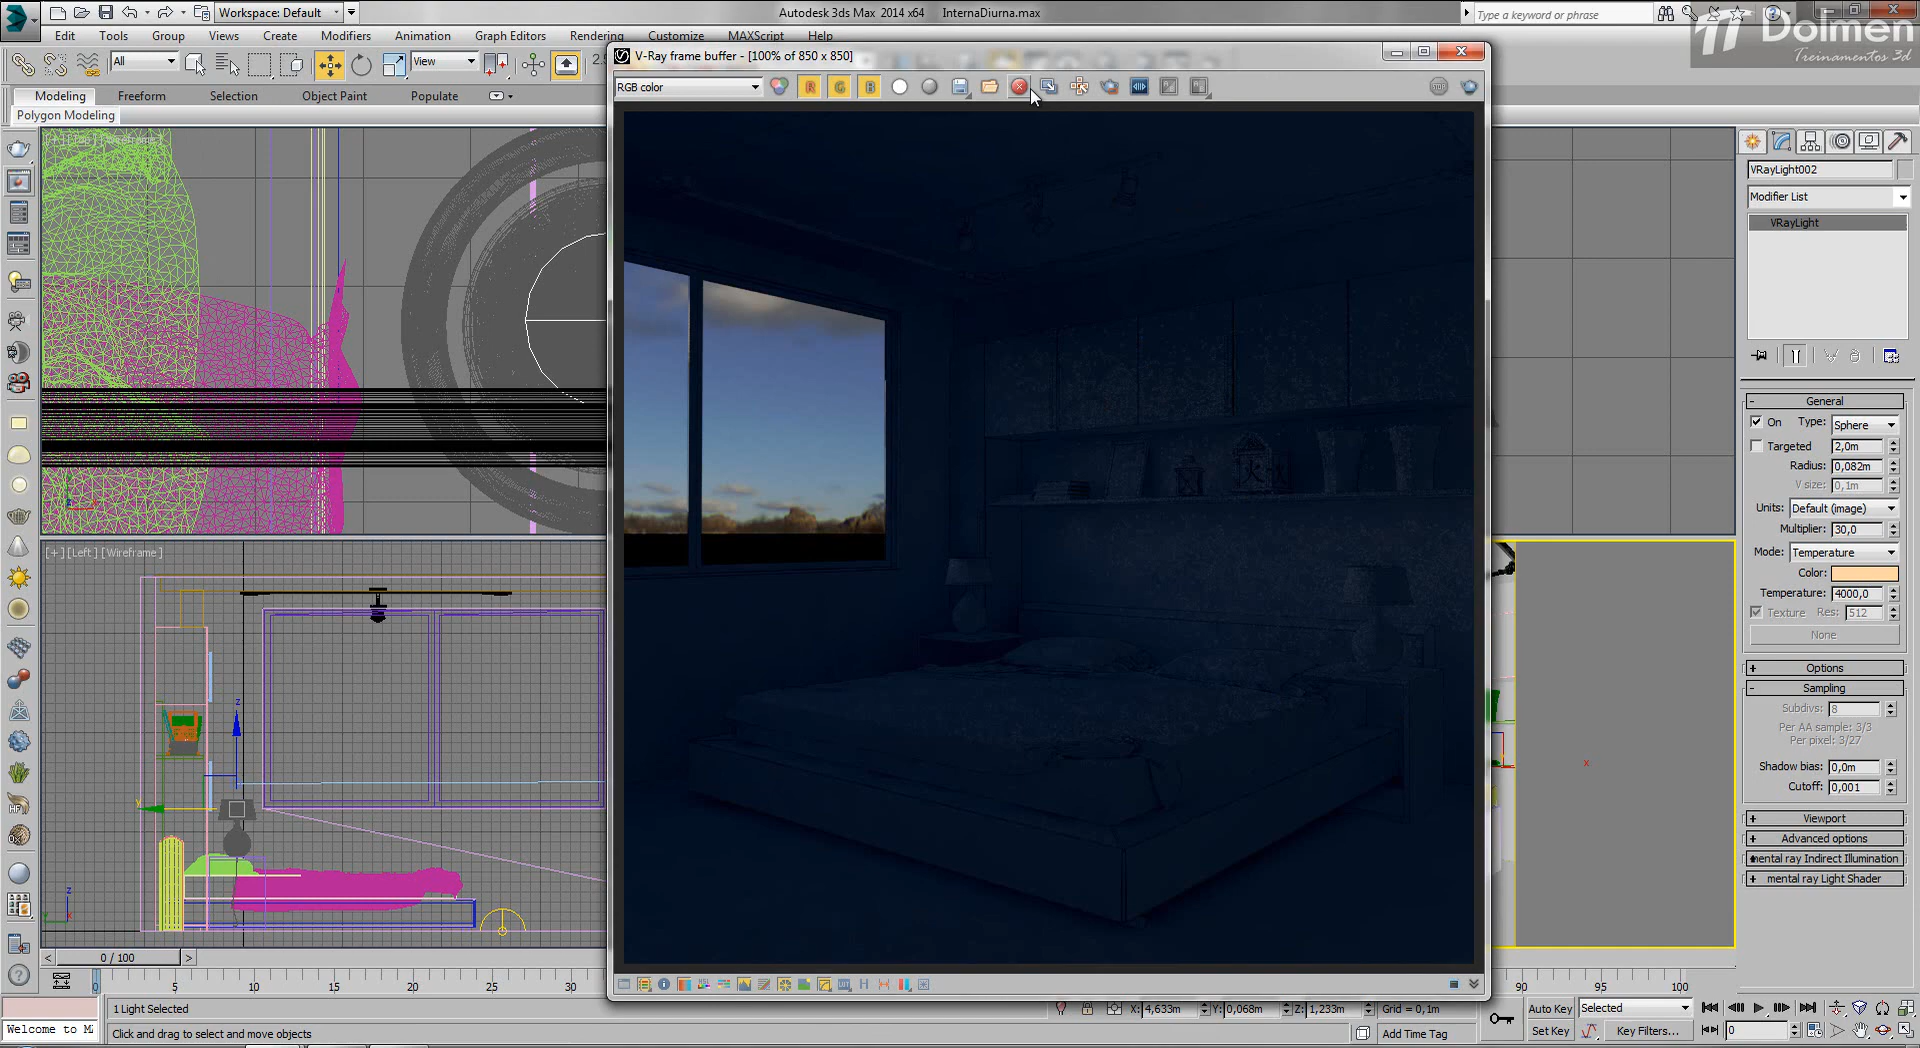 Workspace: Default
Autodesk 3ds Max 2014 x64 InternaDiurna.max
Type a keyword or phrase
Dolmen
Treinamentos 3d
Edit Tools Group Views Create Modifiers Animation Graph Editors Rendering Customize MAXScript Help
All
View
V-Ray frame buffer - [100% of 850 x 850]
RGB color
R G B
Modeling Freeform Selection Object Paint Populate
Polygon Modeling
VRayLight002
Modifier List
VRayLight
General
On Type: Sphere
Targeted 2,0m
Radius: 0,082m
V size: 0,1m
Units: Default (image)
Multiplier: 30,0
Mode: Temperature
Color:
Temperature: 4000,0
Texture Res: 512
None
Options
Sampling
Subdivs: 8
Per AA sample: 3/3
Per pixel: 3/27
Shadow bias: 0,0m
Cutoff: 0,001
Viewport
Advanced options
mental ray Indirect Illumination
mental ray Light Shader
[+] [Left] [Wireframe]
z
y
z
x
x
0 / 100
0 5 10 15 20 25 30 90 95 100
1 Light Selected
X: 4,633m Y: 0,068m Z: 1,233m Grid = 0,1m
Auto Key Selected
Welcome to MA
Click and drag to select and move objects
Add Time Tag
Set Key Key Filters... 0